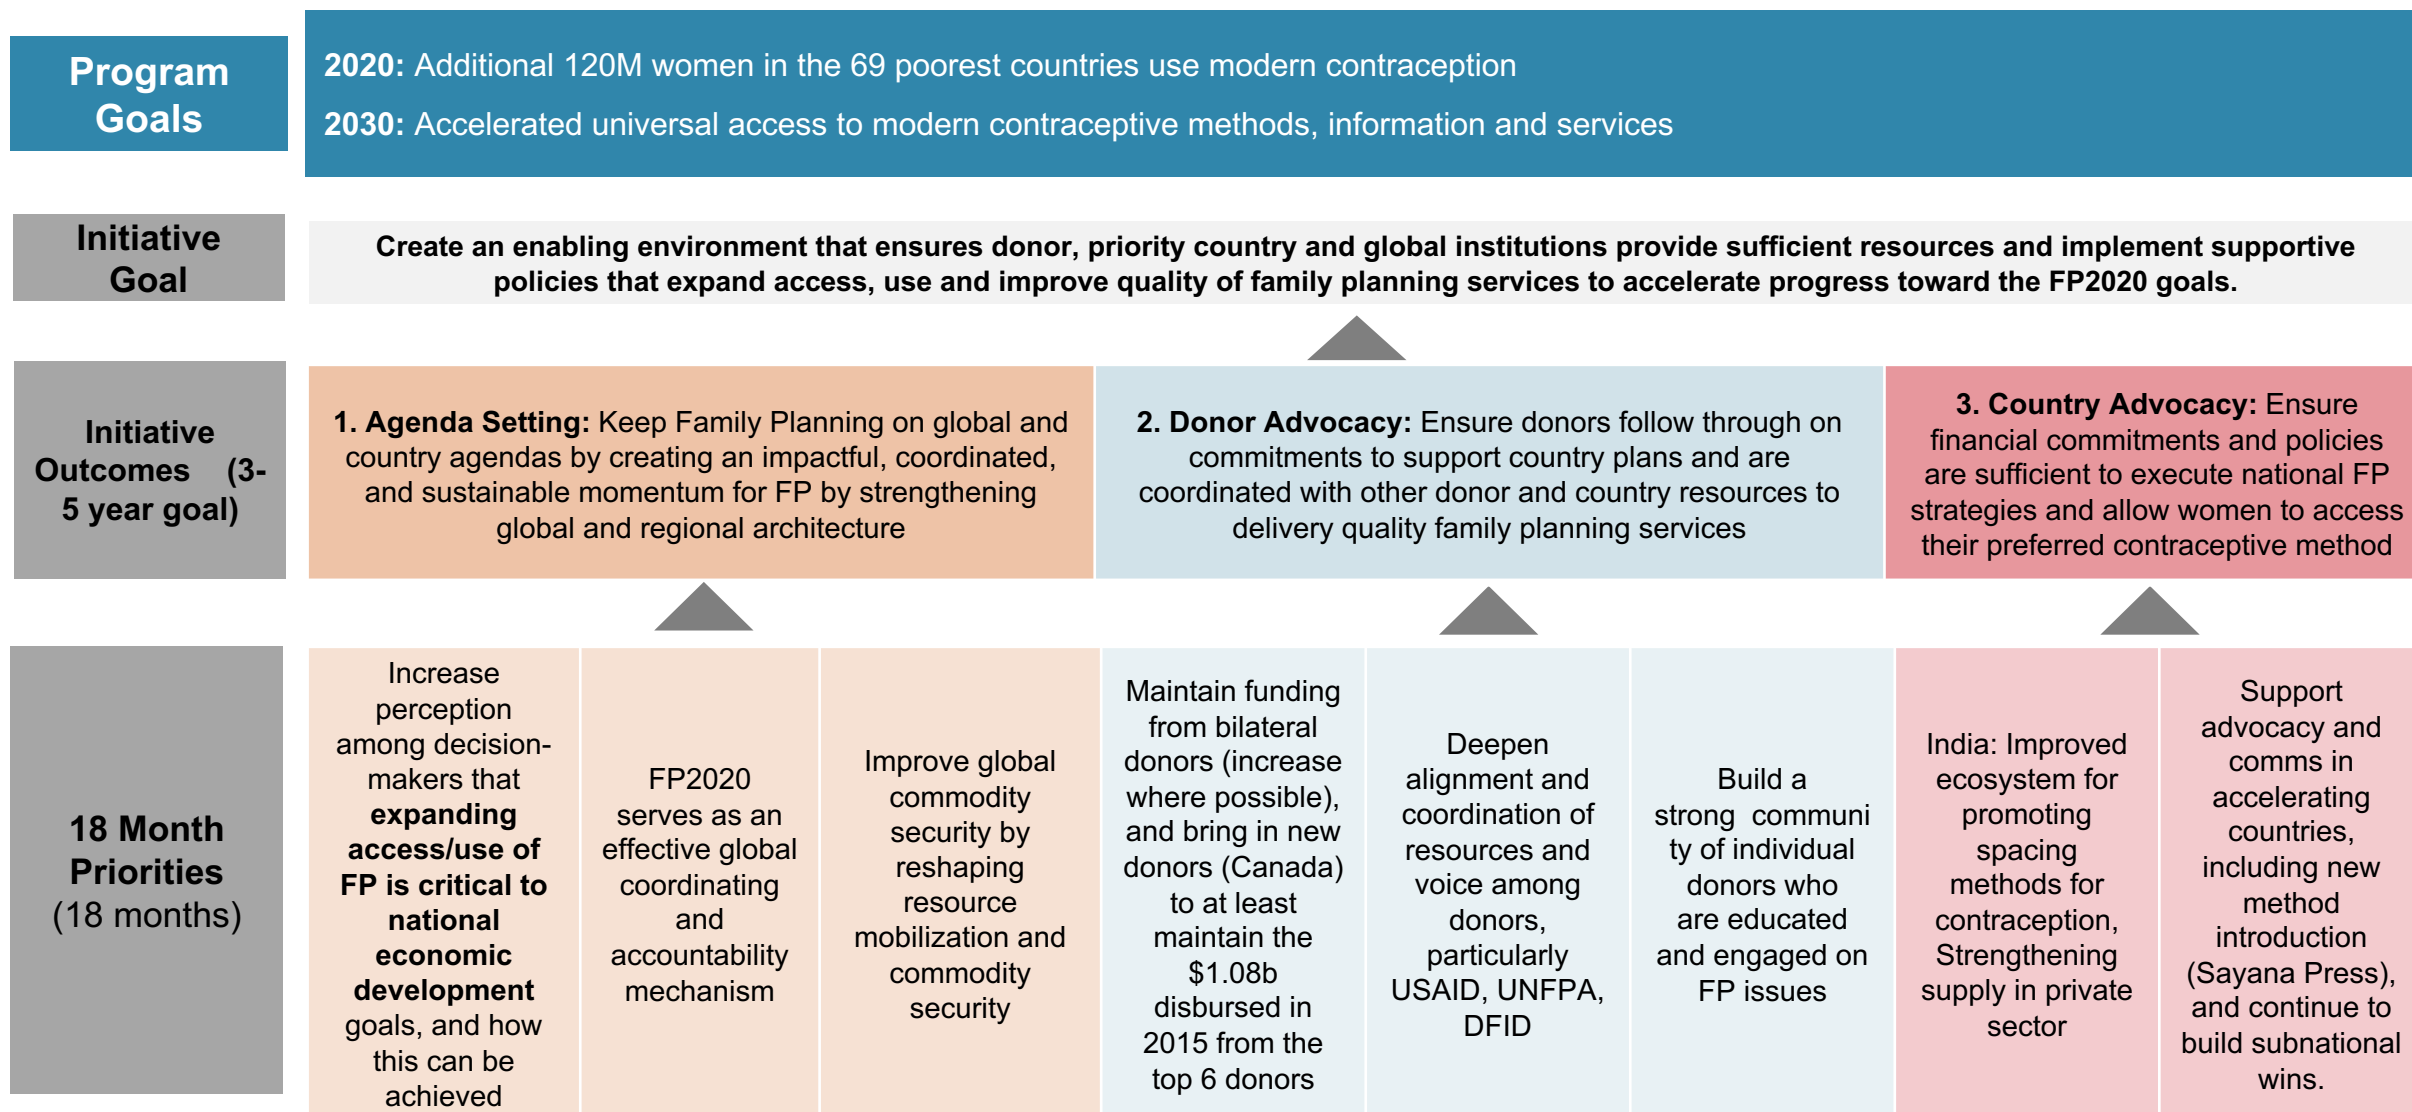 Program
Goals
2020: Additional 120M women in the 69 poorest countries use modern contraception
2030: Accelerated universal access to modern contraceptive methods, information and services
Initiative
Goal
Create an enabling environment that ensures donor, priority country and global institutions provide sufficient resources and implement supportive
policies that expand access, use and improve quality of family planning services to accelerate progress toward the FP2020 goals.
Initiative
Outcomes (3-
5 year goal)
1. Agenda Setting: Keep Family Planning on global and
country agendas by creating an impactful, coordinated,
and sustainable momentum for FP by strengthening
global and regional architecture
2. Donor Advocacy: Ensure donors follow through on
commitments to support country plans and are
coordinated with other donor and country resources to
delivery quality family planning services
3. Country Advocacy: Ensure
financial commitments and policies
are sufficient to execute national FP
strategies and allow women to access
their preferred contraceptive method
18 Month
Priorities
(18 months)
Increase
perception
among decision-
makers that
expanding
access/use of
FP is critical to
national
economic
development
goals, and how
this can be
achieved
FP2020
serves as an
effective global
coordinating
and
accountability
mechanism
Improve global
commodity
security by
reshaping
resource
mobilization and
commodity
security
Maintain funding
from bilateral
donors (increase
where possible),
and bring in new
donors (Canada)
to at least
maintain the
$1.08b
disbursed in
2015 from the
top 6 donors
Deepen
alignment and
coordination of
resources and
voice among
donors,
particularly
USAID, UNFPA,
DFID
Build a
strong communi
ty of individual
donors who
are educated
and engaged on
FP issues
India: Improved
ecosystem for
promoting
spacing
methods for
contraception,
Strengthening
supply in private
sector
Support
advocacy and
comms in
accelerating
countries,
including new
method
introduction
(Sayana Press),
and continue to
build subnational
wins.